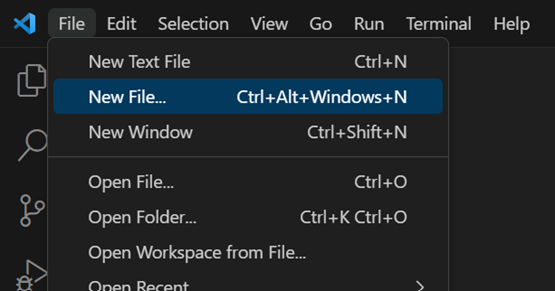 File Edit Selection View Go Run Terminal Help
New Text File Ctrl+N
New File... Ctrl+Alt+Windows+N
New Window Ctrl+Shift+N
Open File... Ctrl+O
Open Folder... Ctrl+K Ctrl+O
Open Workspace from File...
Open Recent